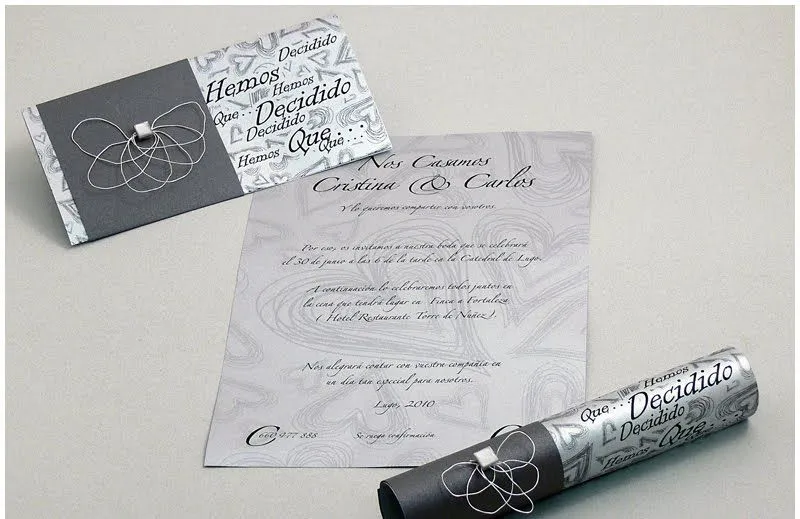 Decidido
Hemos
Hemos
Que...
Decidido
Decidido
Hemos
Que...
Que...
Nos Casamos
Cristina & Carlos
Y lo queremos compartir con vosotros.
Por eso, os invitamos a nuestra boda que se celebrará
el 30 de junio a las 6 de la tarde en la Catedral de Lugo.
A continuación lo celebraremos todos juntos en
la cena que tendrá lugar en Finca a Fortaleza
( Hotel Restaurante Torre de Núñez).
Nos alegrará contar con vuestra compañía en
un día tan especial para nosotros.
Lugo, 2010
660 977 888 Se ruega confirmación
C
Hemos
Que...
Decidido
Decidido
Hemos
Que...